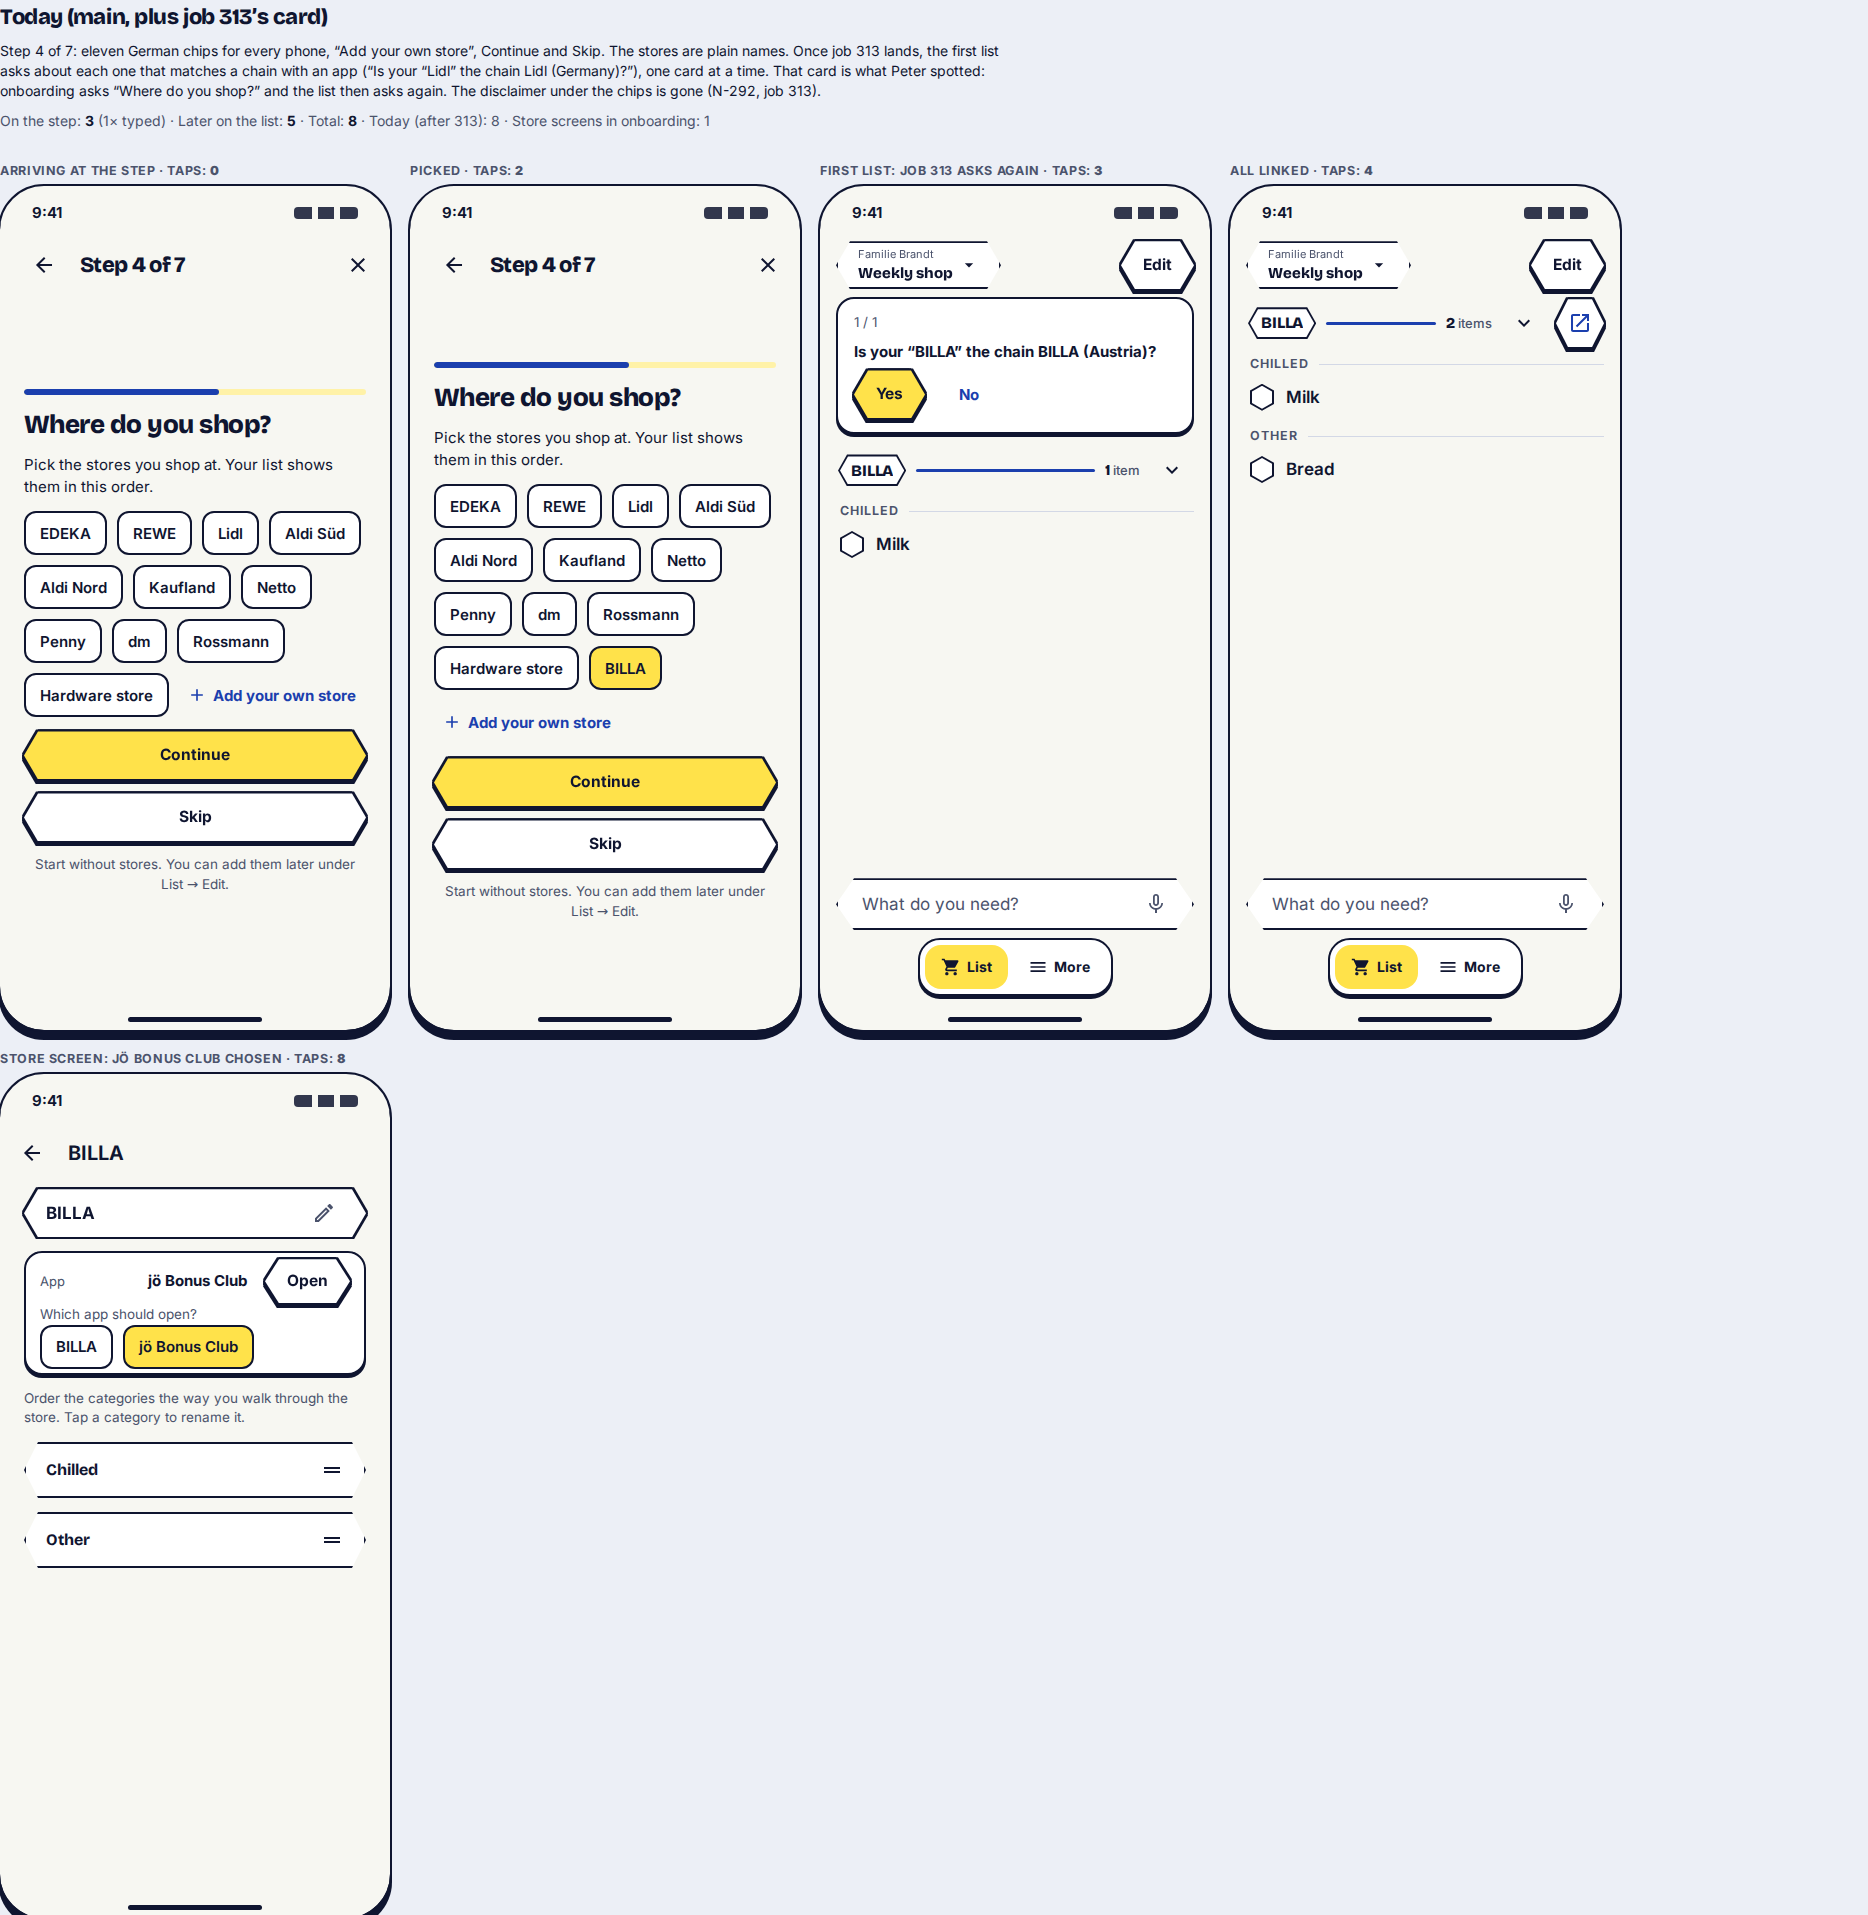 Today (main, plus job 313's card)
Step 4 of 7: eleven German chips for every phone, “Add your own store”, Continue and Skip. The stores are plain names. Once job 313 lands, the first list
asks about each one that matches a chain with an app (“Is your “Lidl” the chain Lidl (Germany)?”), one card at a time. That card is what Peter spotted:
onboarding asks “Where do you shop?” and the list then asks again. The disclaimer under the chips is gone (N-292, job 313).
On the step: 3 (1× typed) · Later on the list: 5 · Total: 8 · Today (after 313): 8 · Store screens in onboarding: 1
ARRIVING AT THE STEP · TAPS: 0
9:41
Step 4 of 7
Where do you shop?
Pick the stores you shop at. Your list shows
them in this order.
EDEKA REWE Lidl Aldi Süd
Aldi Nord Kaufland Netto
Penny dm Rossmann
Hardware store + Add your own store
Continue
Skip
Start without stores. You can add them later under
List → Edit.
PICKED · TAPS: 2
9:41
Step 4 of 7
Where do you shop?
Pick the stores you shop at. Your list shows
them in this order.
EDEKA REWE Lidl Aldi Süd
Aldi Nord Kaufland Netto
Penny dm Rossmann
Hardware store BILLA
+ Add your own store
Continue
Skip
Start without stores. You can add them later under
List → Edit.
FIRST LIST: JOB 313 ASKS AGAIN · TAPS: 3
9:41
Familie Brandt
Weekly shop
Edit
1 / 1
Is your “BILLA” the chain BILLA (Austria)?
Yes No
BILLA 1 item
CHILLED
Milk
What do you need?
List More
ALL LINKED · TAPS: 4
9:41
Familie Brandt
Weekly shop
Edit
BILLA 2 items
CHILLED
Milk
OTHER
Bread
What do you need?
List More
STORE SCREEN: JÖ BONUS CLUB CHOSEN · TAPS: 8
9:41
BILLA
BILLA
App jö Bonus Club Open
Which app should open?
BILLA jö Bonus Club
Order the categories the way you walk through the
store. Tap a category to rename it.
Chilled
Other